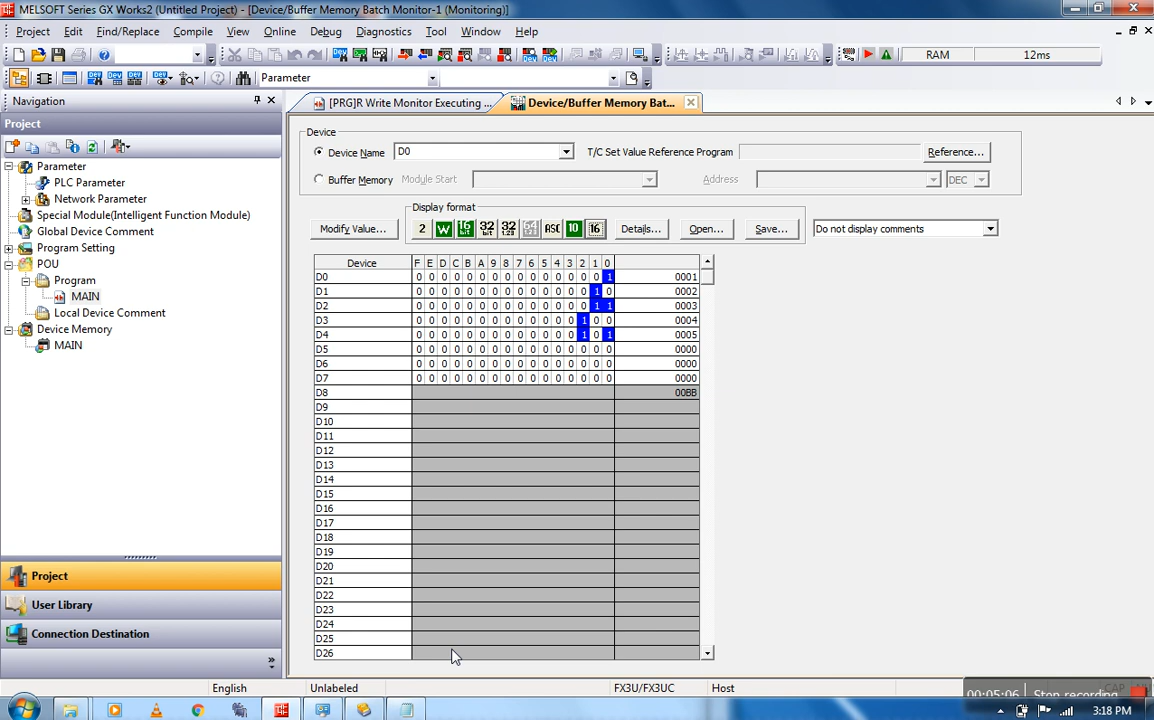 MELSOFT Series GX Works2 (Untitled Project) - [Device/Buffer Memory Batch Monitor-1 (Monitoring)]
Project Edit Find/Replace Compile View Online Debug Diagnostics Tool Window Help
RAM 12ms
Parameter
Navigation
[PRG]R Write Monitor Executing ... Device/Buffer Memory Bat...
Project
Device
Device Name D0 T/C Set Value Reference Program Reference...
Buffer Memory Module Start Address DEC
Display format
Modify Value... 2 W 16 bit 32 bit 32 1.23 64 1.23 ASC 10 16 Details... Open... Save... Do not display comments
Parameter
PLC Parameter
Network Parameter
Special Module(Intelligent Function Module)
Global Device Comment
Program Setting
POU
Program
MAIN
Local Device Comment
Device Memory
MAIN
Device F E D C B A 9 8 7 6 5 4 3 2 1 0
D0 0 0 0 0 0 0 0 0 0 0 0 0 0 0 0 1 0001
D1 0 0 0 0 0 0 0 0 0 0 0 0 0 0 1 0 0002
D2 0 0 0 0 0 0 0 0 0 0 0 0 0 0 1 1 0003
D3 0 0 0 0 0 0 0 0 0 0 0 0 0 1 0 0 0004
D4 0 0 0 0 0 0 0 0 0 0 0 0 0 1 0 1 0005
D5 0 0 0 0 0 0 0 0 0 0 0 0 0 0 0 0 0000
D6 0 0 0 0 0 0 0 0 0 0 0 0 0 0 0 0 0000
D7 0 0 0 0 0 0 0 0 0 0 0 0 0 0 0 0 0000
D8 00BB
D9
D10
D11
D12
D13
D14
D15
D16
D17
D18
D19
D20
D21
D22
D23
D24
D25
D26
Project
User Library
Connection Destination
English Unlabeled FX3U/FX3UC Host CAP
00:05:06 Stop recording
3:18 PM